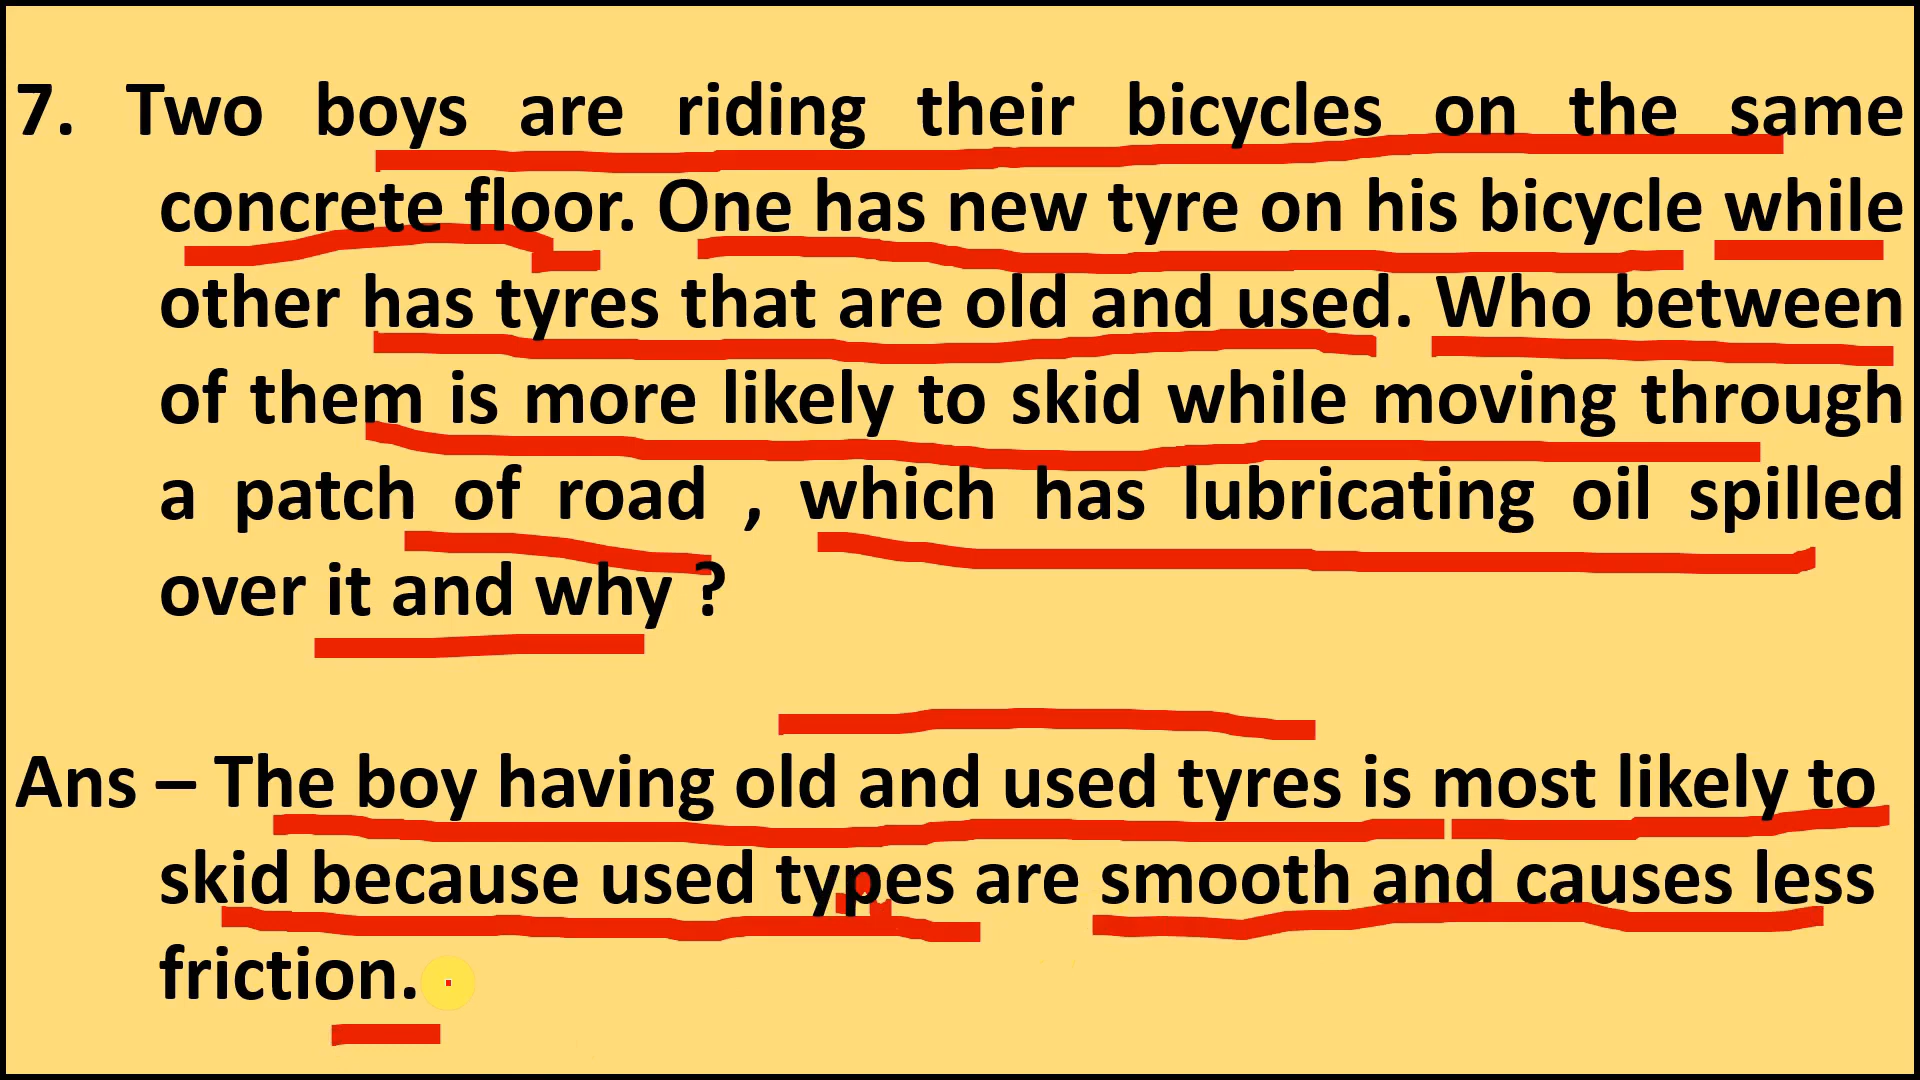 7. Two boys are riding their bicycles on the same
concrete floor. One has new tyre on his bicycle while
other has tyres that are old and used. Who between
of them is more likely to skid while moving through
a patch of road , which has lubricating oil spilled
over it and why ?
Ans – The boy having old and used tyres is most likely to
skid because used types are smooth and causes less
friction.